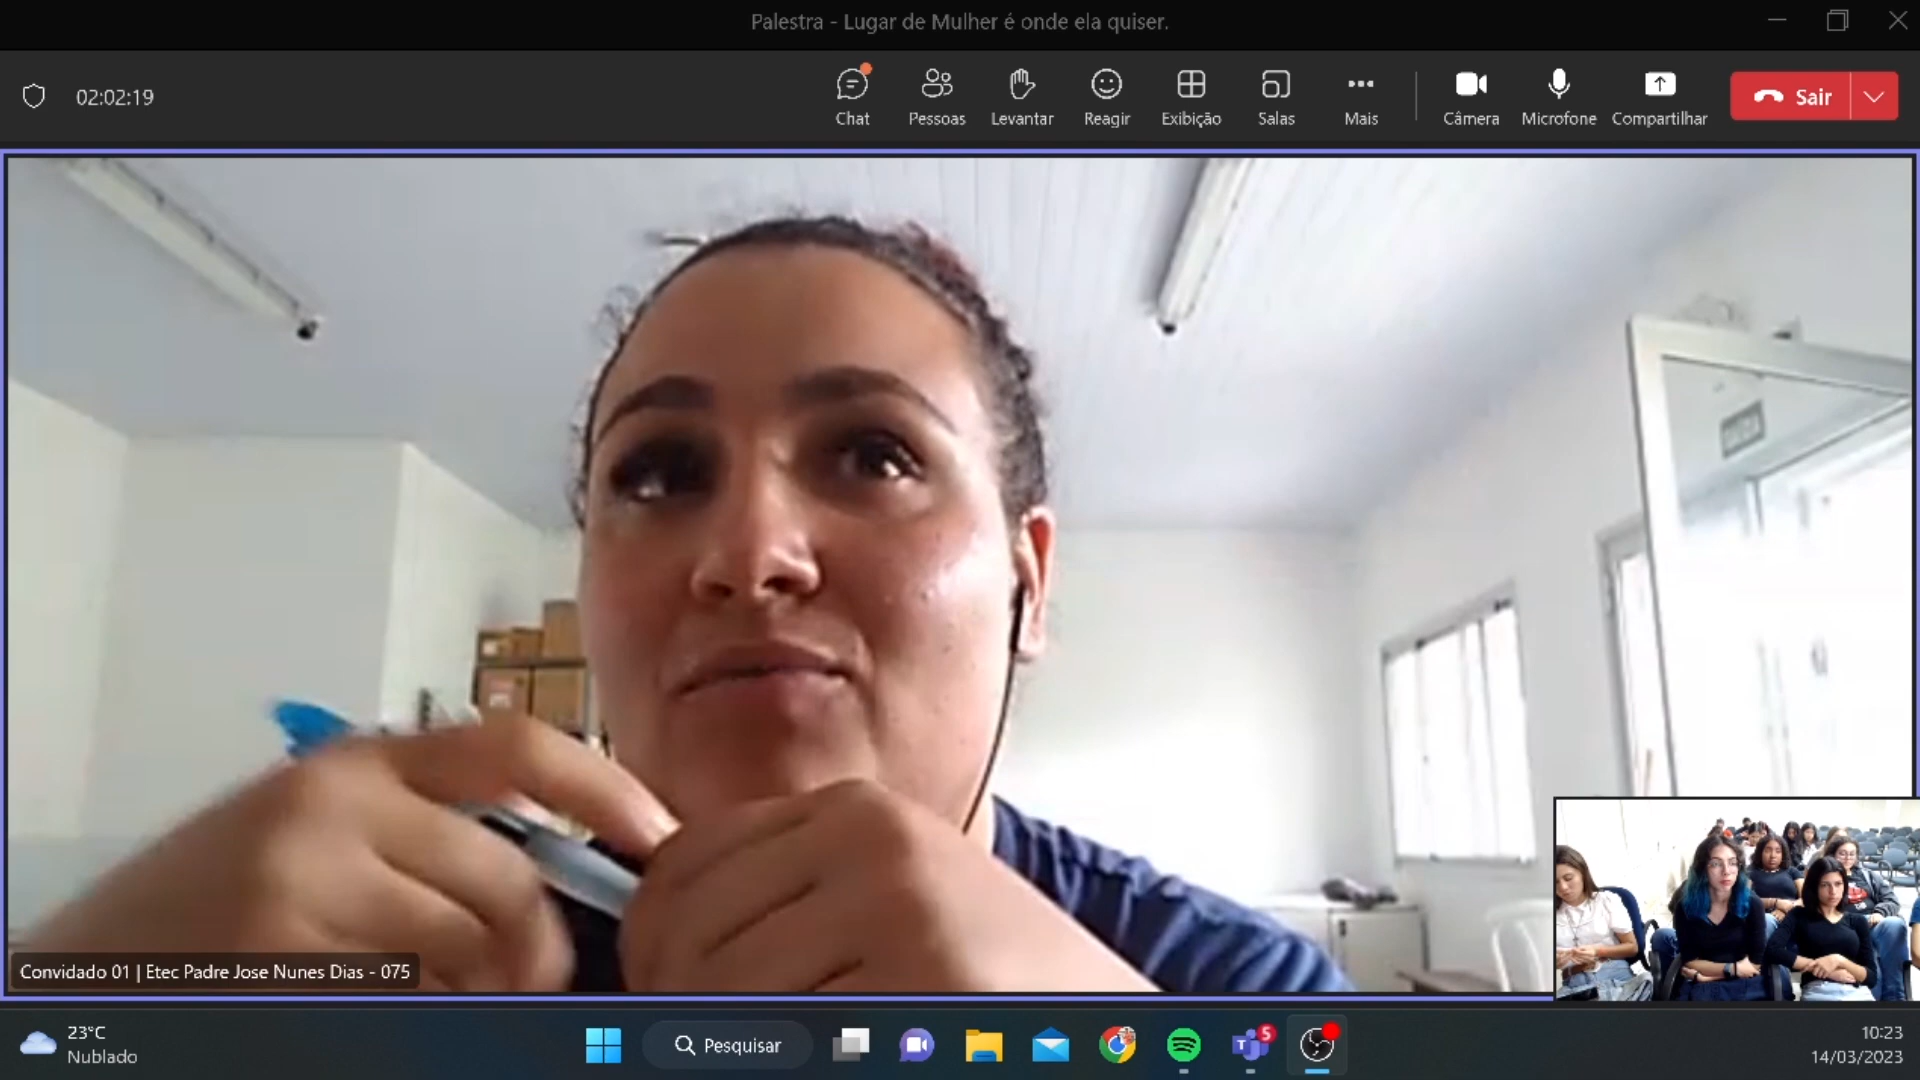 Palestra - Lugar de Mulher é onde ela quiser.
02:02:19
Chat
Pessoas
Levantar
Reagir
Exibição
Salas
Mais
Câmera
Microfone
Compartilhar
Sair
Convidado 01 | Etec Padre Jose Nunes Dias - 075
23°C
Nublado
Pesquisar
5
10:23
14/03/2023